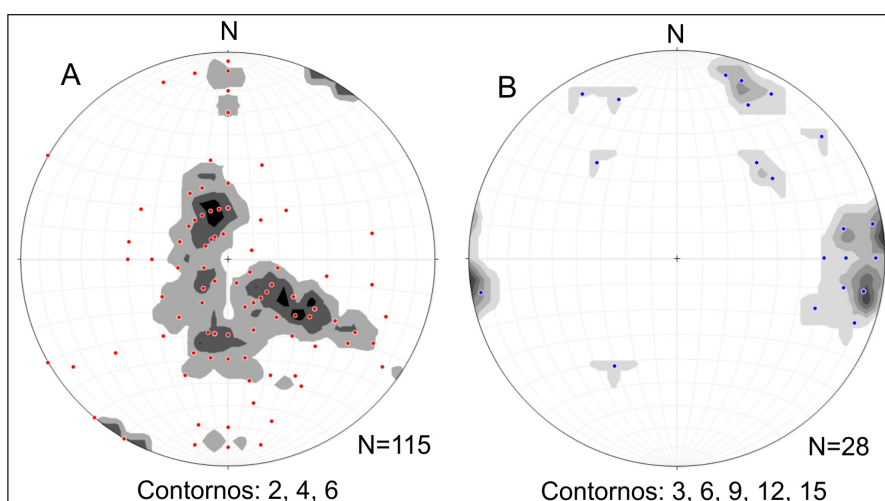 N
N
A
B
N=115
N=28
Contornos: 2, 4, 6
Contornos: 3, 6, 9, 12, 15